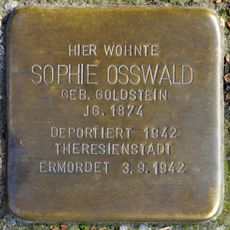 HIER WOHNTE
SOPHIE OSSWALD
GEB. GOLDSTEIN
JG. 1874
DEPORTIERT 1942
THERESIENSTADT
ERMORDET 3.9.1942